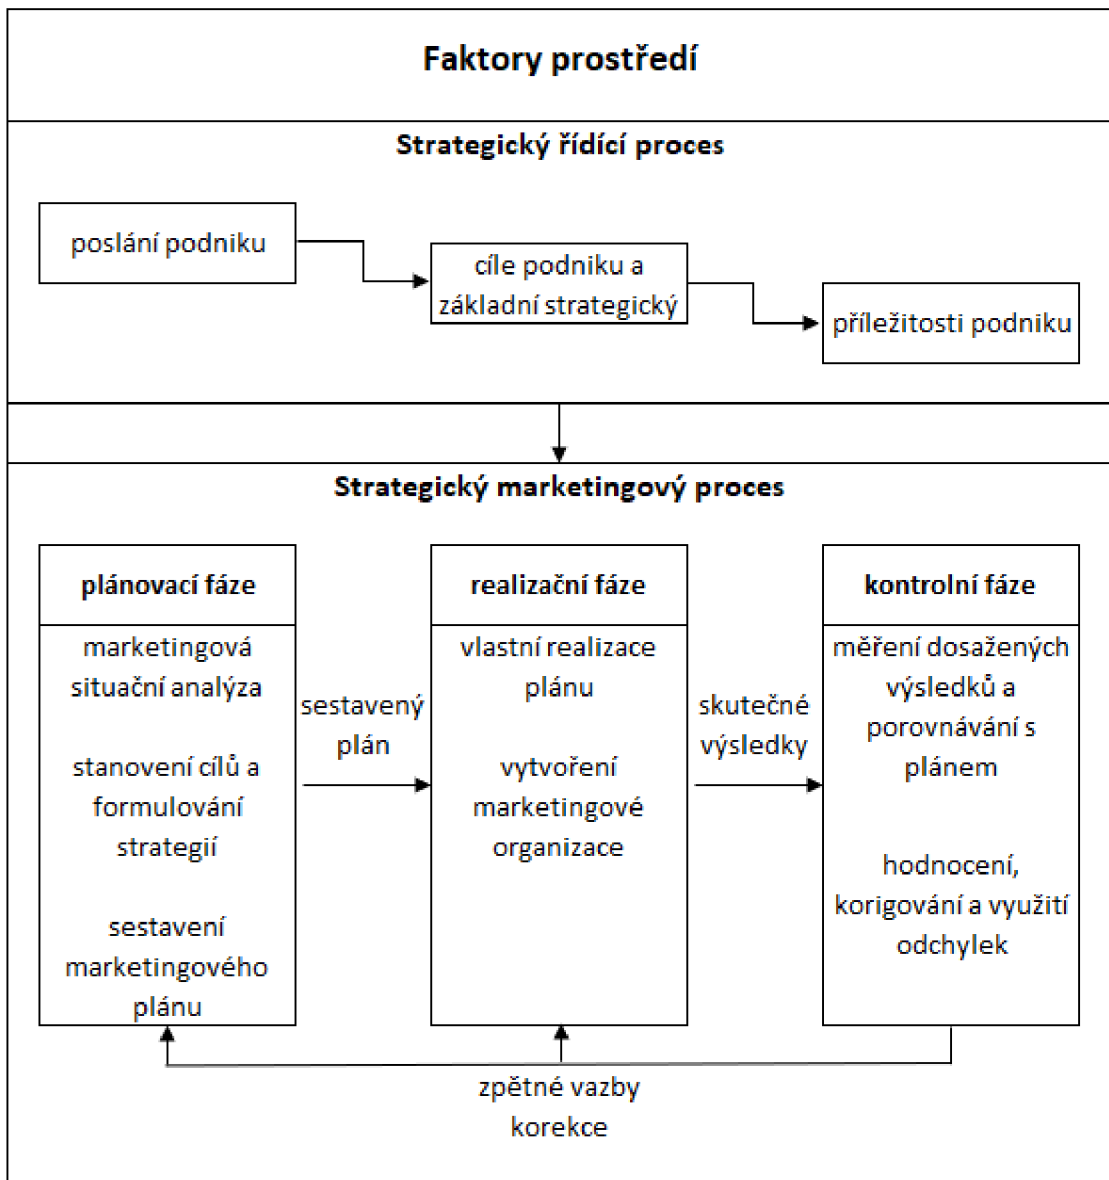 Faktory prostředí
Strategický řídící proces
poslání podniku
cíle podniku a
základní strategický
příležitosti podniku
Strategický marketingový proces
plánovací fáze
marketingová
situační analýza
stanovení cílů a
formulování
strategií
sestavení
marketingového
plánu
sestavený
plán
realizační fáze
vlastní realizace
plánu
vytvoření
marketingové
organizace
skutečné
výsledky
kontrolní fáze
měření dosažených
výsledků a
porovnávání s
plánem
hodnocení,
korigování a využití
odchylek
zpětné vazby
korekce